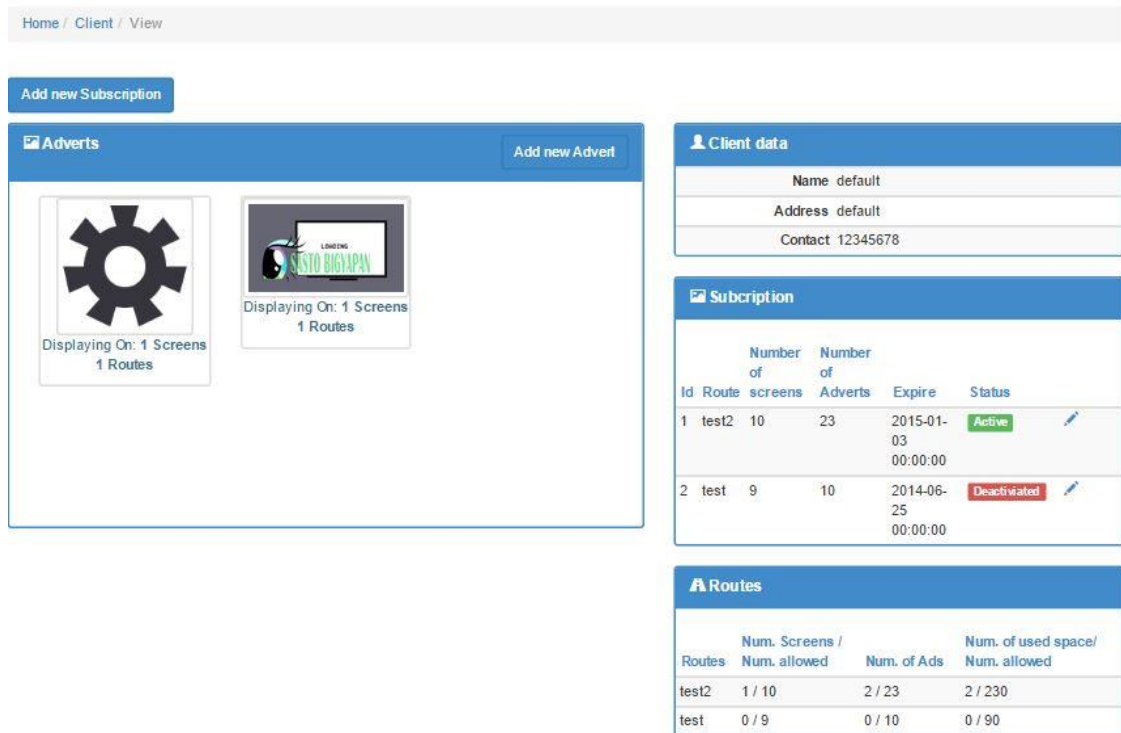 Home / Client / View
Add new Subscription
Adverts
Add new Advert
LOADING
SASTO BIGYAPAN
Displaying On: 1 Screens
1 Routes
Displaying On: 1 Screens
1 Routes
Client data
Name default
Address default
Contact 12345678
Subcription
Id Route Number of screens Number of Adverts Expire Status
1 test2 10 23 2015-01-03 00:00:00 Active
2 test 9 10 2014-06-25 00:00:00 Deactiviated
Routes
Routes Num. Screens / Num. allowed Num. of Ads Num. of used space/ Num. allowed
test2 1 / 10 2 / 23 2 / 230
test 0 / 9 0 / 10 0 / 90